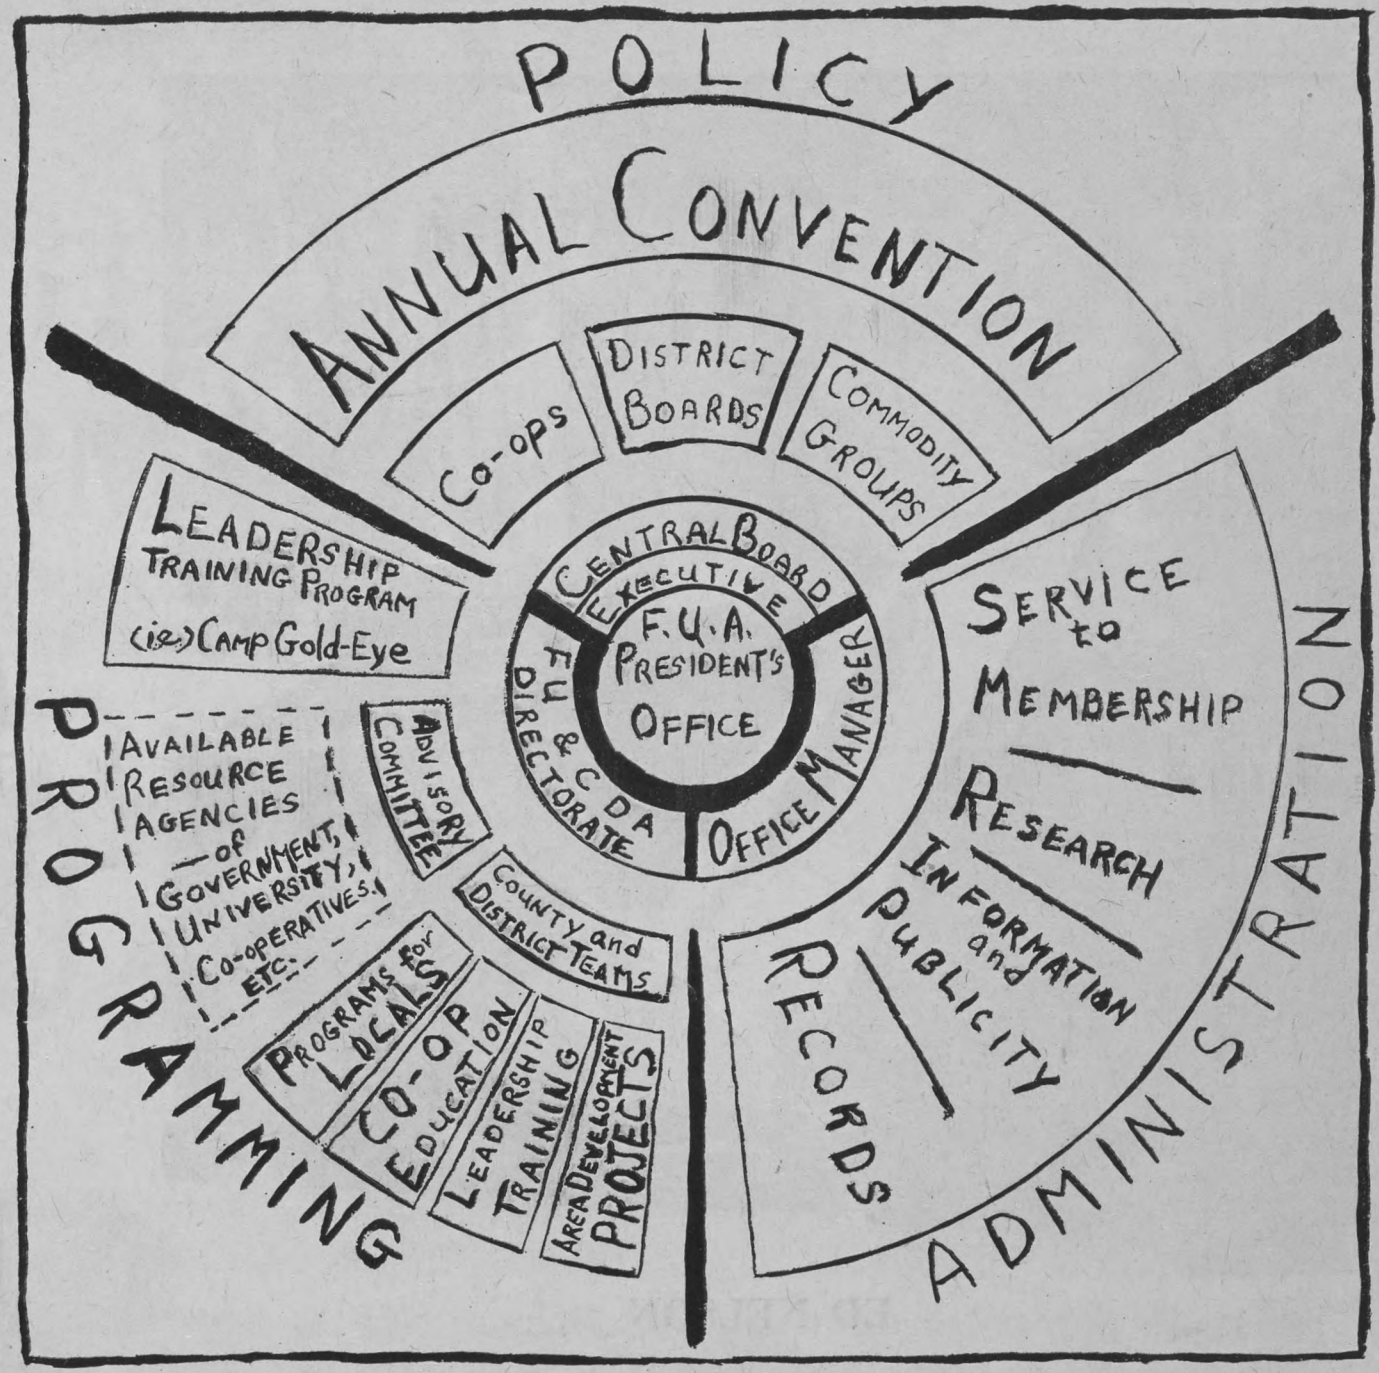 POLICY
ANNUAL CONVENTION
Co-ops
DISTRICT
BOARDS
COMMODITY
GROUPS
CENTRAL BOARD
EXECUTIVE
F.U.A.
PRESIDENT'S
OFFICE
FU & CDA
DIRECTORATE
OFFICE MANAGER
LEADERSHIP
TRAINING PROGRAM
(ie) CAMP Gold-Eye
PROGRAMMING
AVAILABLE
RESOURCE
AGENCIES
—of
GOVERNMENT,
UNIVERSITY,
Co-OPERATIVES.
ETC.
ADVISORY
COMMITTEE
COUNTY and
DISTRICT TEAMS
PROGRAMS for
LOCALS
CO-OP
EDUCATION
LEADERSHIP
TRAINING
AREA DEVELOPMENT
PROJECTS
SERVICE
to
MEMBERSHIP
RESEARCH
INFORMATION
and
PUBLICITY
RECORDS
ADMINISTRATION